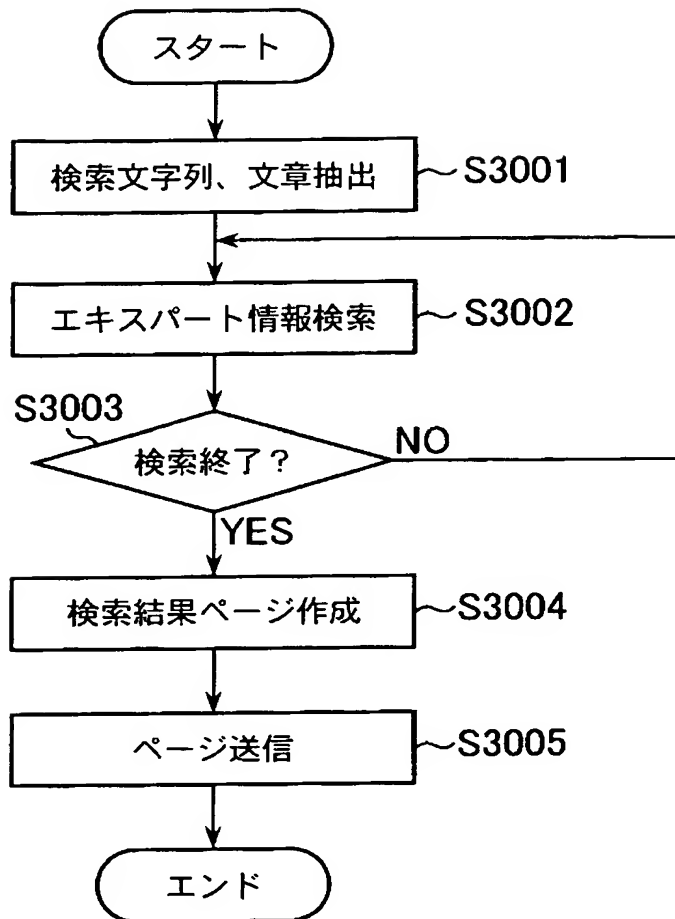 スタート
検索文字列、文章抽出 S3001
エキスパート情報検索 S3002
S3003
検索終了? NO
YES
検索結果ページ作成 S3004
ページ送信 S3005
エンド